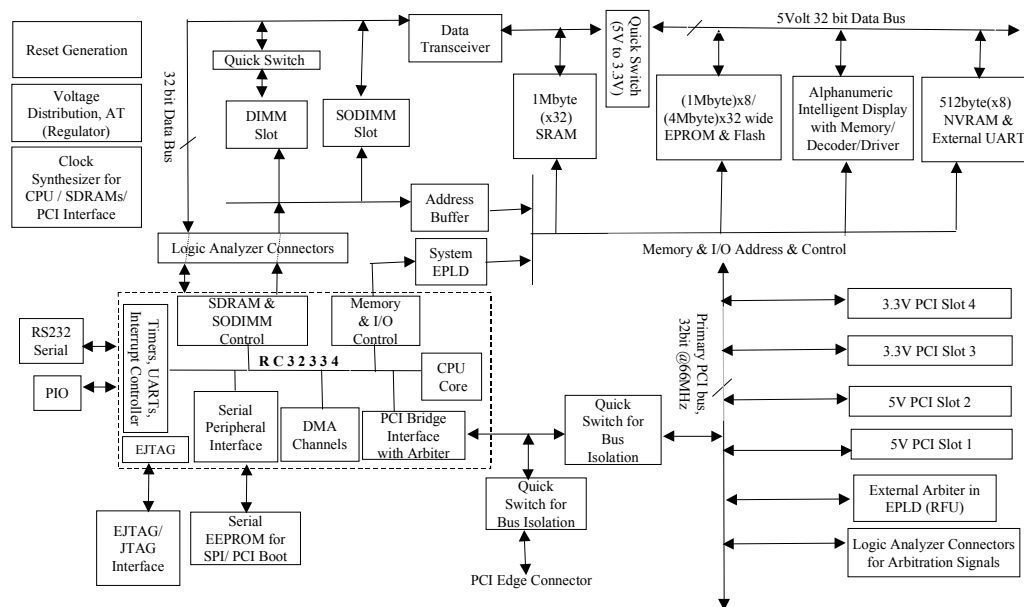 Reset Generation
Voltage
Distribution, AT
(Regulator)
Clock
Synthesizer for
CPU / SDRAMs/
PCI Interface
32 bit Data Bus
Quick Switch
DIMM
Slot
SODIMM
Slot
Data
Transceiver
Quick Switch
(5V to 3.3V)
5Volt 32 bit Data Bus
1Mbyte
(x32)
SRAM
(1Mbyte)x8/
(4Mbyte)x32 wide
EPROM & Flash
Alphanumeric
Intelligent Display
with Memory/
Decoder/Driver
512byte(x8)
NVRAM &
External UART
Address
Buffer
Logic Analyzer Connectors
System
EPLD
Memory & I/O Address & Control
SDRAM &
SODIMM
Control
Memory
& I/O
Control
Timers, UARTs,
Interrupt Controller
RS232
Serial
PIO
RC32334
CPU
Core
Serial
Peripheral
Interface
DMA
Channels
PCI Bridge
Interface
with Arbiter
EJTAG
EJTAG/
JTAG
Interface
Serial
EEPROM for
SPI/ PCI Boot
Quick
Switch for
Bus Isolation
PCI Edge Connector
Quick
Switch for
Bus
Isolation
Primary PCI bus,
32bit @66MHz
3.3V PCI Slot 4
3.3V PCI Slot 3
5V PCI Slot 2
5V PCI Slot 1
External Arbiter in
EPLD (RFU)
Logic Analyzer Connectors
for Arbitration Signals